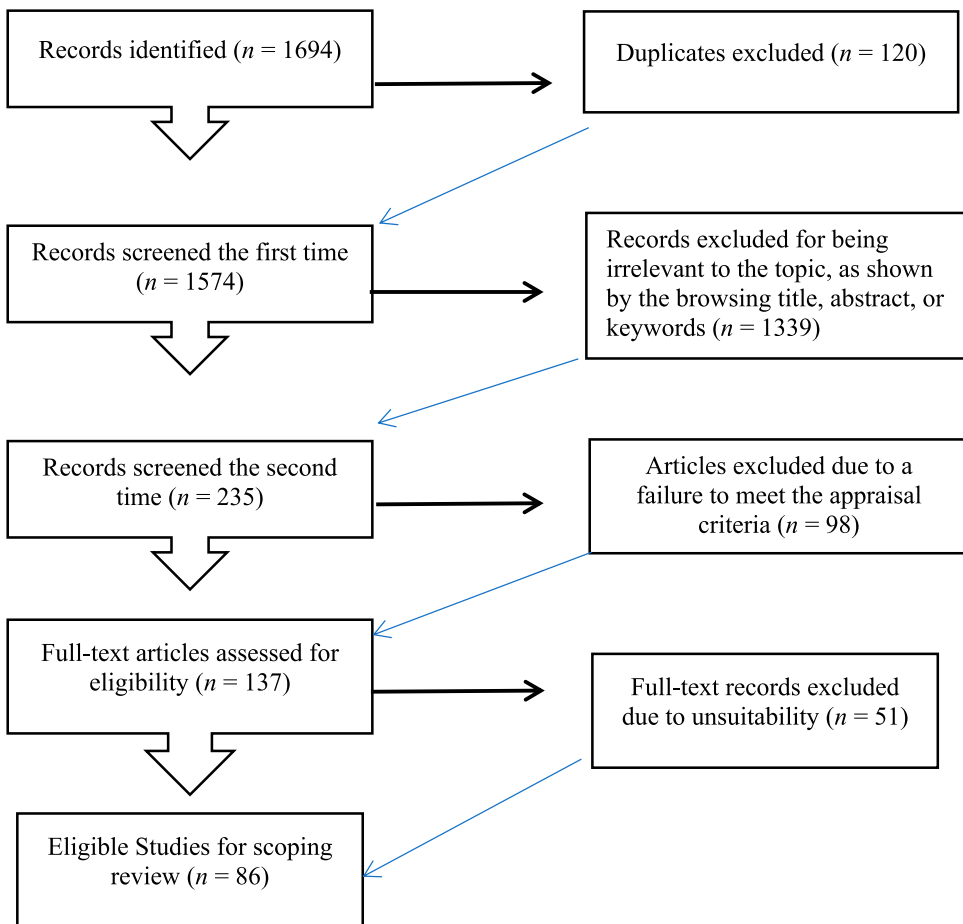 Records identified (n = 1694)
Duplicates excluded (n = 120)
Records screened the first time
(n = 1574)
Records excluded for being
irrelevant to the topic, as shown
by the browsing title, abstract, or
keywords (n = 1339)
Records screened the second
time (n = 235)
Articles excluded due to a
failure to meet the appraisal
criteria (n = 98)
Full-text articles assessed for
eligibility (n = 137)
Full-text records excluded
due to unsuitability (n = 51)
Eligible Studies for scoping
review (n = 86)